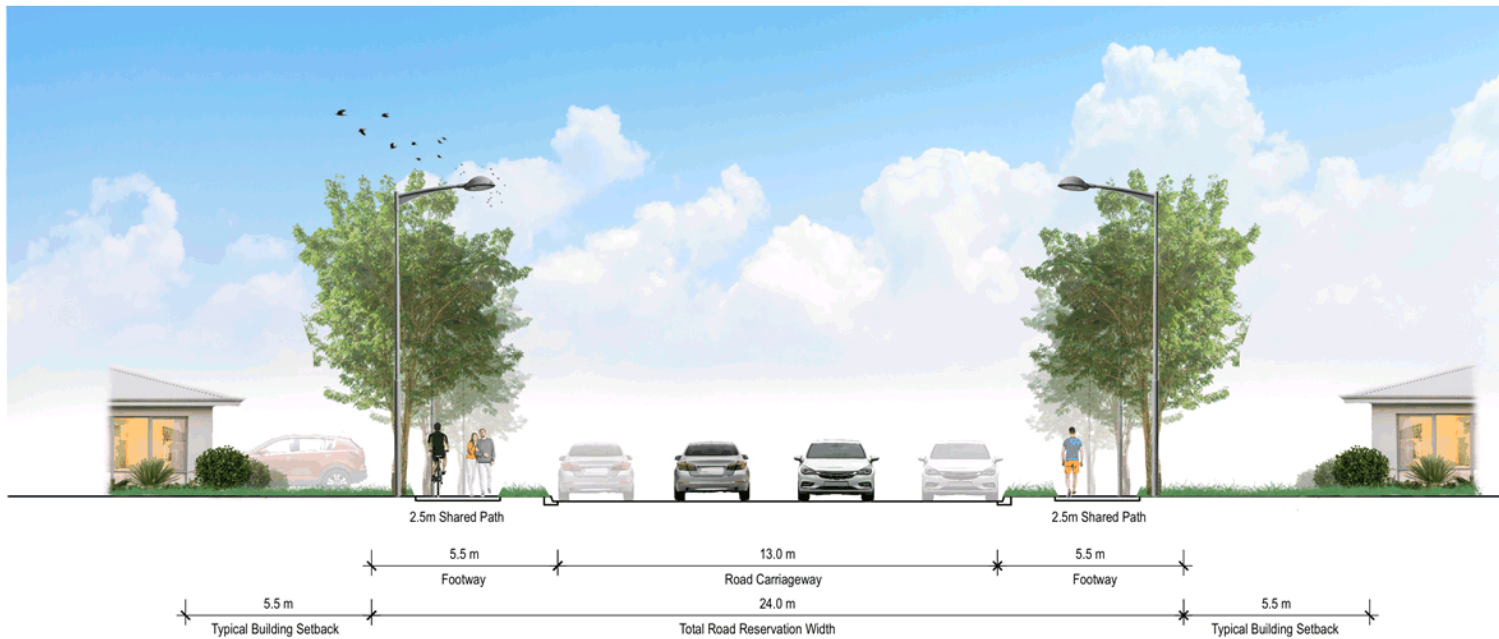 2.5m Shared Path
2.5m Shared Path
5.5 m
13.0 m
5.5 m
Footway
Road Carriageway
Footway
5.5 m
24.0 m
5.5 m
Typical Building Setback
Total Road Reservation Width
Typical Building Setback